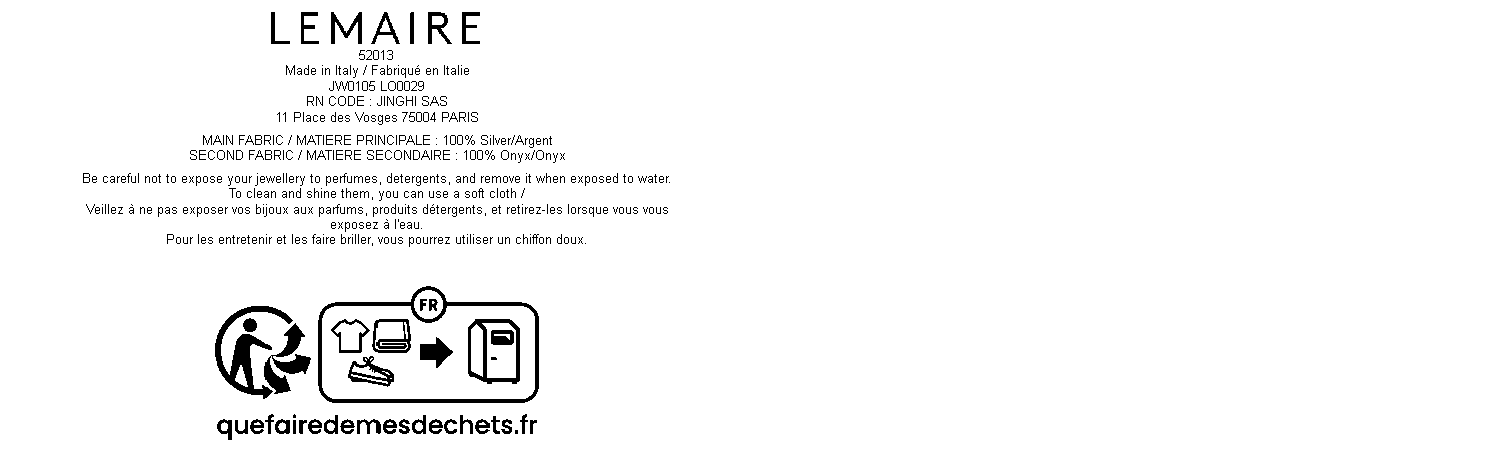 LEMAIRE
52013
Made in Italy / Fabriqué en Italie
JW0105 LO0029
RN CODE : JINGHI SAS
11 Place des Vosges 75004 PARIS
MAIN FABRIC / MATIERE PRINCIPALE : 100% Silver/Argent
SECOND FABRIC / MATIERE SECONDAIRE : 100% Onyx/Onyx
Be careful not to expose your jewellery to perfumes, detergents, and remove it when exposed to water.
To clean and shine them, you can use a soft cloth /
Veillez à ne pas exposer vos bijoux aux parfums, produits détergents, et retirez-les lorsque vous vous
exposez à l'eau.
Pour les entretenir et les faire briller, vous pourrez utiliser un chiffon doux.
FR
quefairedemesdechets.fr